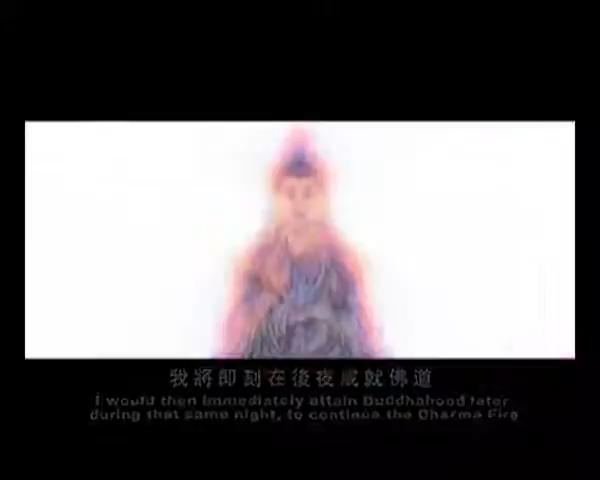 我將即刻在後夜成就佛道
I would then immediately attain Buddhahood later
during that same night, to continue the Dharma Fire